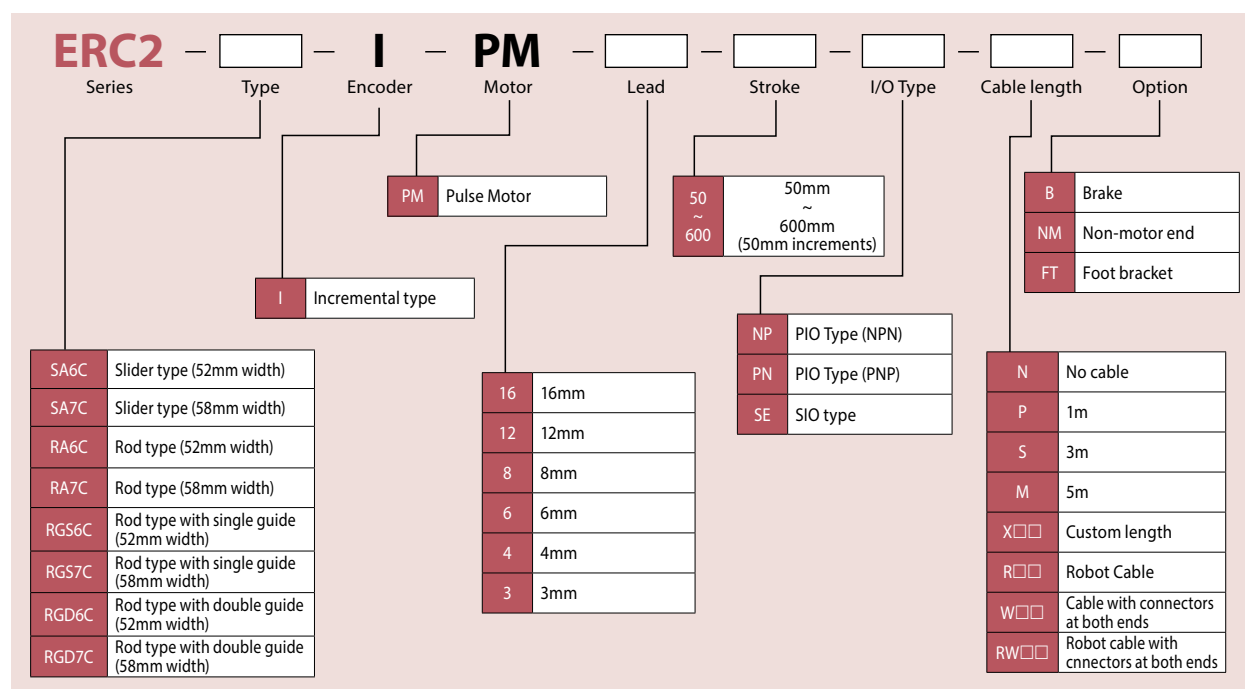 ERC2 – □ – I – PM – □ – □ – □ – □ – □
Series Type Encoder Motor Lead Stroke I/O Type Cable length Option
SA6C Slider type (52mm width)
SA7C Slider type (58mm width)
RA6C Rod type (52mm width)
RA7C Rod type (58mm width)
RGS6C Rod type with single guide
(52mm width)
RGS7C Rod type with single guide
(58mm width)
RGD6C Rod type with double guide
(52mm width)
RGD7C Rod type with double guide
(58mm width)
I Incremental type
PM Pulse Motor
16 16mm
12 12mm
8 8mm
6 6mm
4 4mm
3 3mm
50
~
600
50mm
~
600mm
(50mm increments)
NP PIO Type (NPN)
PN PIO Type (PNP)
SE SIO type
N No cable
P 1m
S 3m
M 5m
X□□ Custom length
R□□ Robot Cable
W□□ Cable with connectors
at both ends
RW□□ Robot cable with
cnnectors at both ends
B Brake
NM Non-motor end
FT Foot bracket